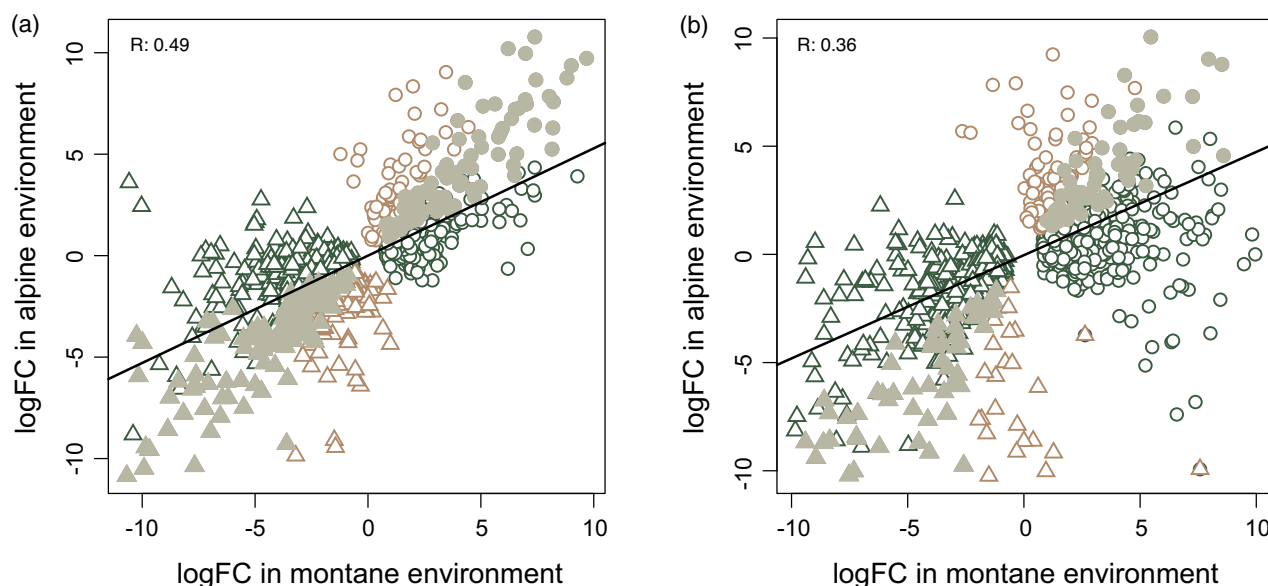 (a)
R: 0.49
10
5
0
-5
-10
logFC in alpine environment
-10 -5 0 5 10
logFC in montane environment
(b)
R: 0.36
10
5
0
-5
-10
logFC in alpine environment
-10 -5 0 5 10
logFC in montane environment